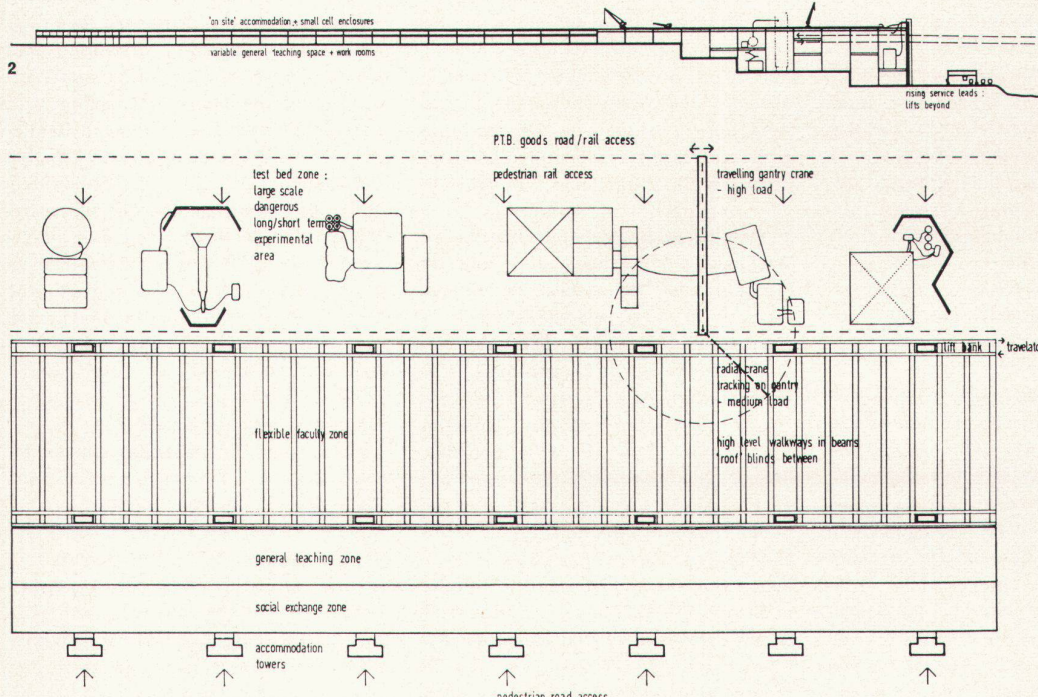 'on site' accommodation + small cell enclosures
variable general teaching space + work rooms
2
rising service leads :
lifts beyond
P.T.B. goods road/rail access
pedestrian rail access
test bed zone :
large scale
dangerous
long/short term
experimental
area
travelling gantry crane
- high load
lift bank
travelato
radial crane
tracking on gantry
- medium load
flexible faculty zone
high level walkways in beams
'roof' blinds between
general teaching zone
social exchange zone
accommodation
towers
pedestrian road access